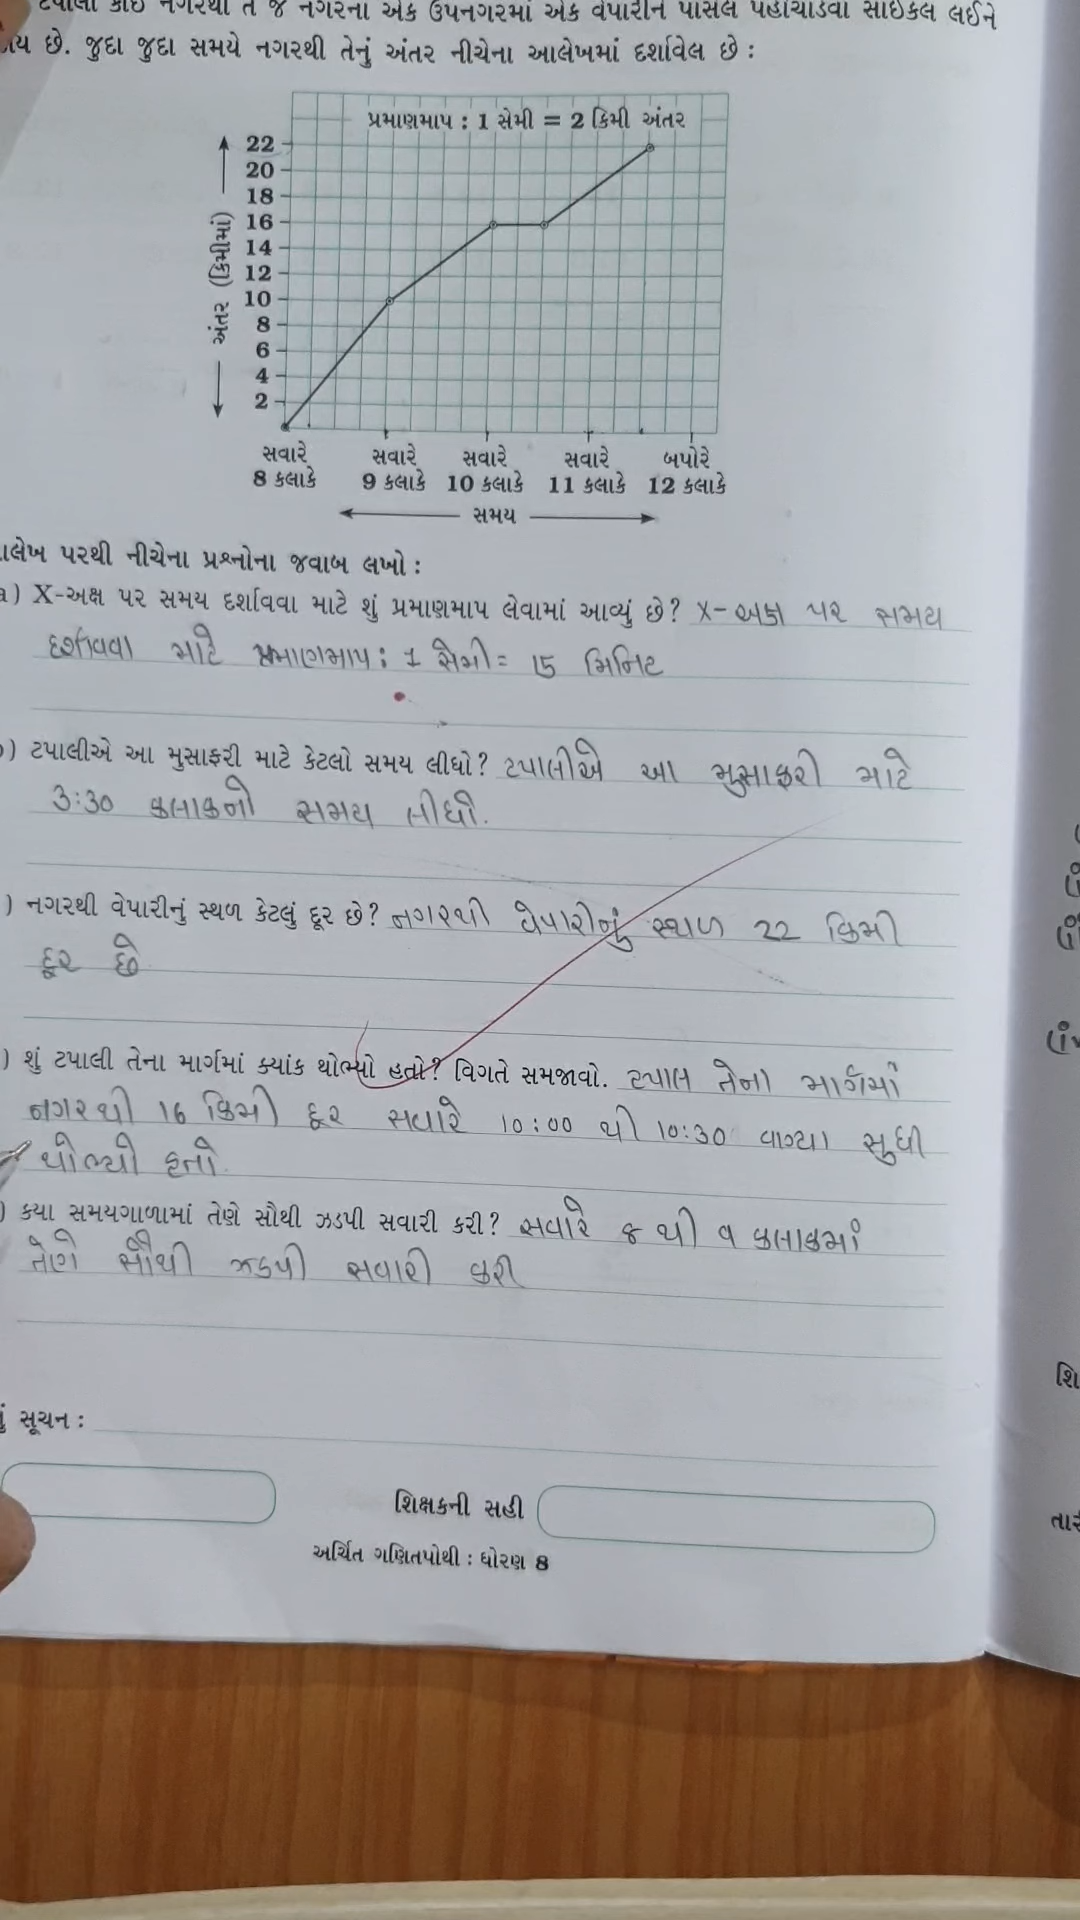 ટપાલી કોઈ નગરથી તે જ નગરના એક ઉપનગરમાં એક વેપારીને પાર્સલ પહોંચાડવા સાઇકલ લઈને
જાય છે. જુદા જુદા સમયે નગરથી તેનું અંતર નીચેના આલેખમાં દર્શાવેલ છે :
પ્રમાણમાપ : 1 સેમી = 2 કિમી અંતર
22
20
18
16
14
12
10
8
6
4
2
અંતર (કિમીમાં)
સવારે સવારે સવારે સવારે બપોરે
8 કલાકે 9 કલાકે 10 કલાકે 11 કલાકે 12 કલાકે
સમય
આલેખ પરથી નીચેના પ્રશ્નોના જવાબ લખો :
a) X-અક્ષ પર સમય દર્શાવવા માટે શું પ્રમાણમાપ લેવામાં આવ્યું છે? X- અક્ષ પર સમય
દર્શાવવા માટે પ્રમાણમાપ : 1 સેમી = 15 મિનિટ
) ટપાલીએ આ મુસાફરી માટે કેટલો સમય લીધો? ટપાલીએ આ મુસાફરી માટે
3:30 કલાકનો સમય લીધો.
) નગરથી વેપારીનું સ્થળ કેટલું દૂર છે? નગરથી વેપારીનું સ્થળ 22 કિમી
દૂર છે
) શું ટપાલી તેના માર્ગમાં ક્યાંક થોભ્યો હતો? વિગતે સમજાવો. ટપાલ તેના માર્ગમાં
નગરથી 16 કિમી દૂર સવારે 10:00 થી 10:30 વાગ્યા સુધી
થોભ્યો હતો.
) કયા સમયગાળામાં તેણે સૌથી ઝડપી સવારી કરી? સવારે 8 થી 9 કલાકમાં
તેણે સૌથી ઝડપી સવારી કરી
સૂચન :
શિક્ષકની સહી
અર્ચિત ગણિતપોથી : ધોરણ 8